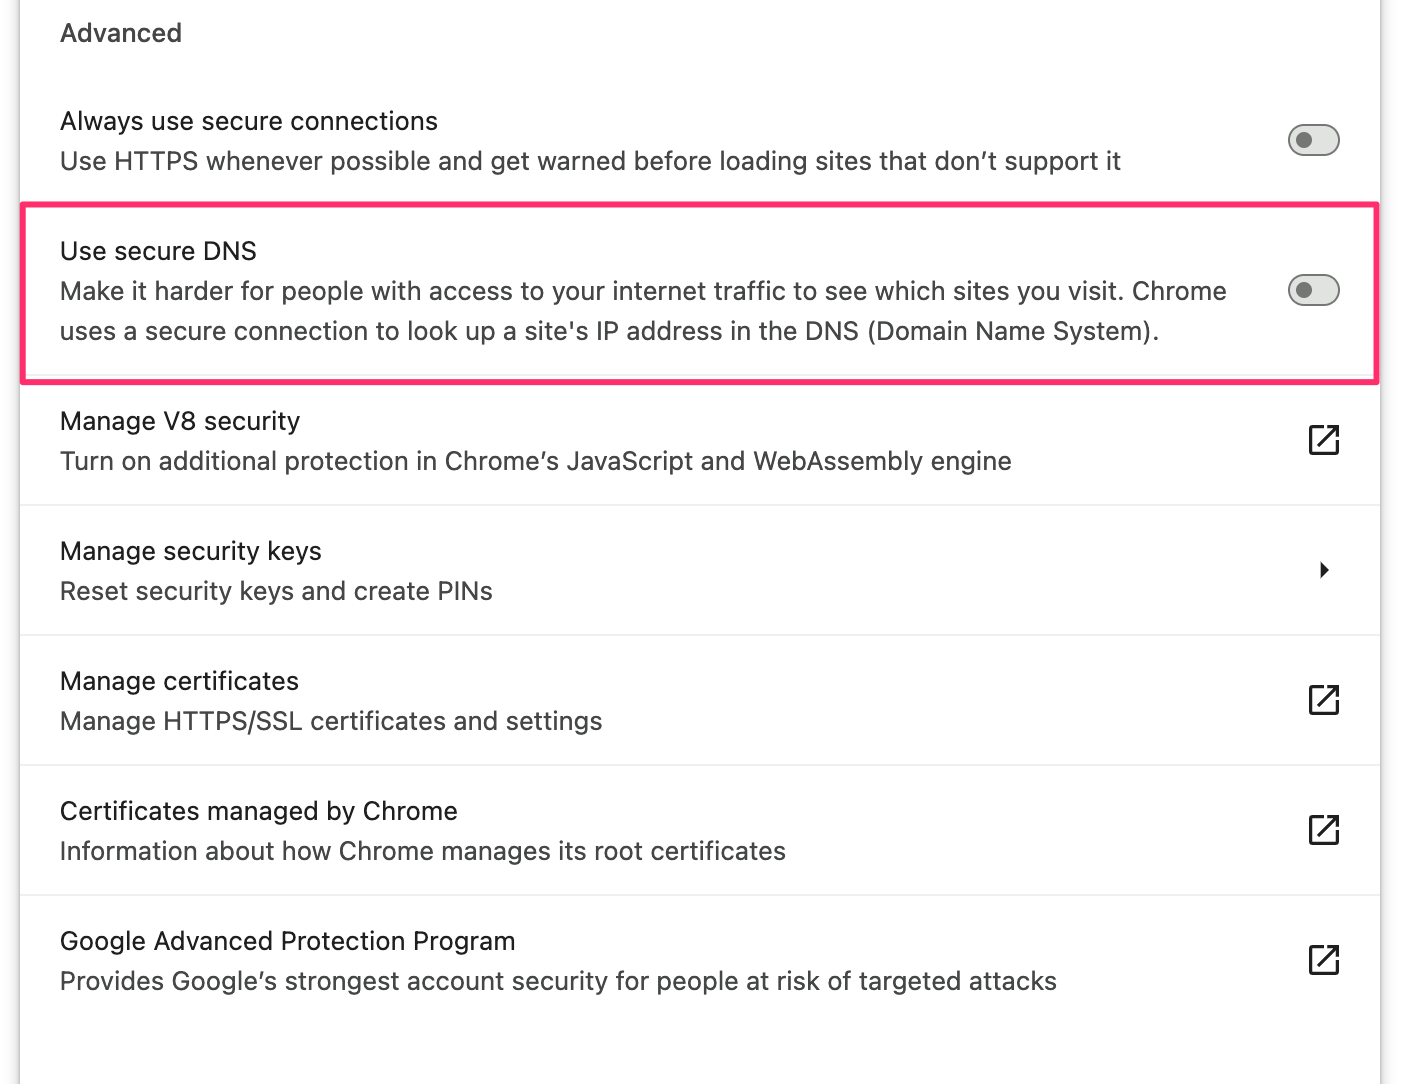 Advanced
Always use secure connections
Use HTTPS whenever possible and get warned before loading sites that don’t support it
Use secure DNS
Make it harder for people with access to your internet traffic to see which sites you visit. Chrome
uses a secure connection to look up a site's IP address in the DNS (Domain Name System).
Manage V8 security
Turn on additional protection in Chrome’s JavaScript and WebAssembly engine
Manage security keys
Reset security keys and create PINs
Manage certificates
Manage HTTPS/SSL certificates and settings
Certificates managed by Chrome
Information about how Chrome manages its root certificates
Google Advanced Protection Program
Provides Google’s strongest account security for people at risk of targeted attacks